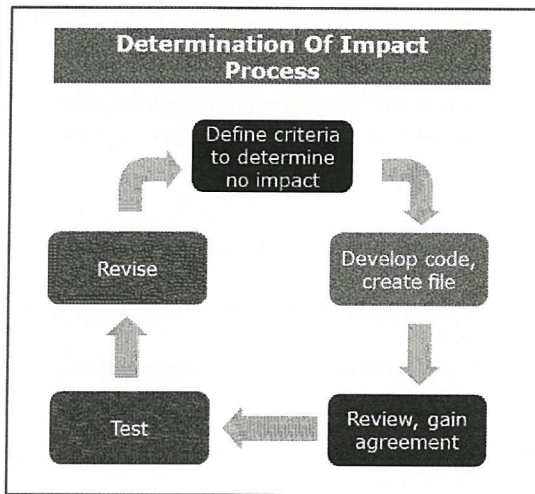 Determination Of Impact
Process
Define criteria
to determine
no impact
Develop code,
create file
Review, gain
agreement
Test
Revise